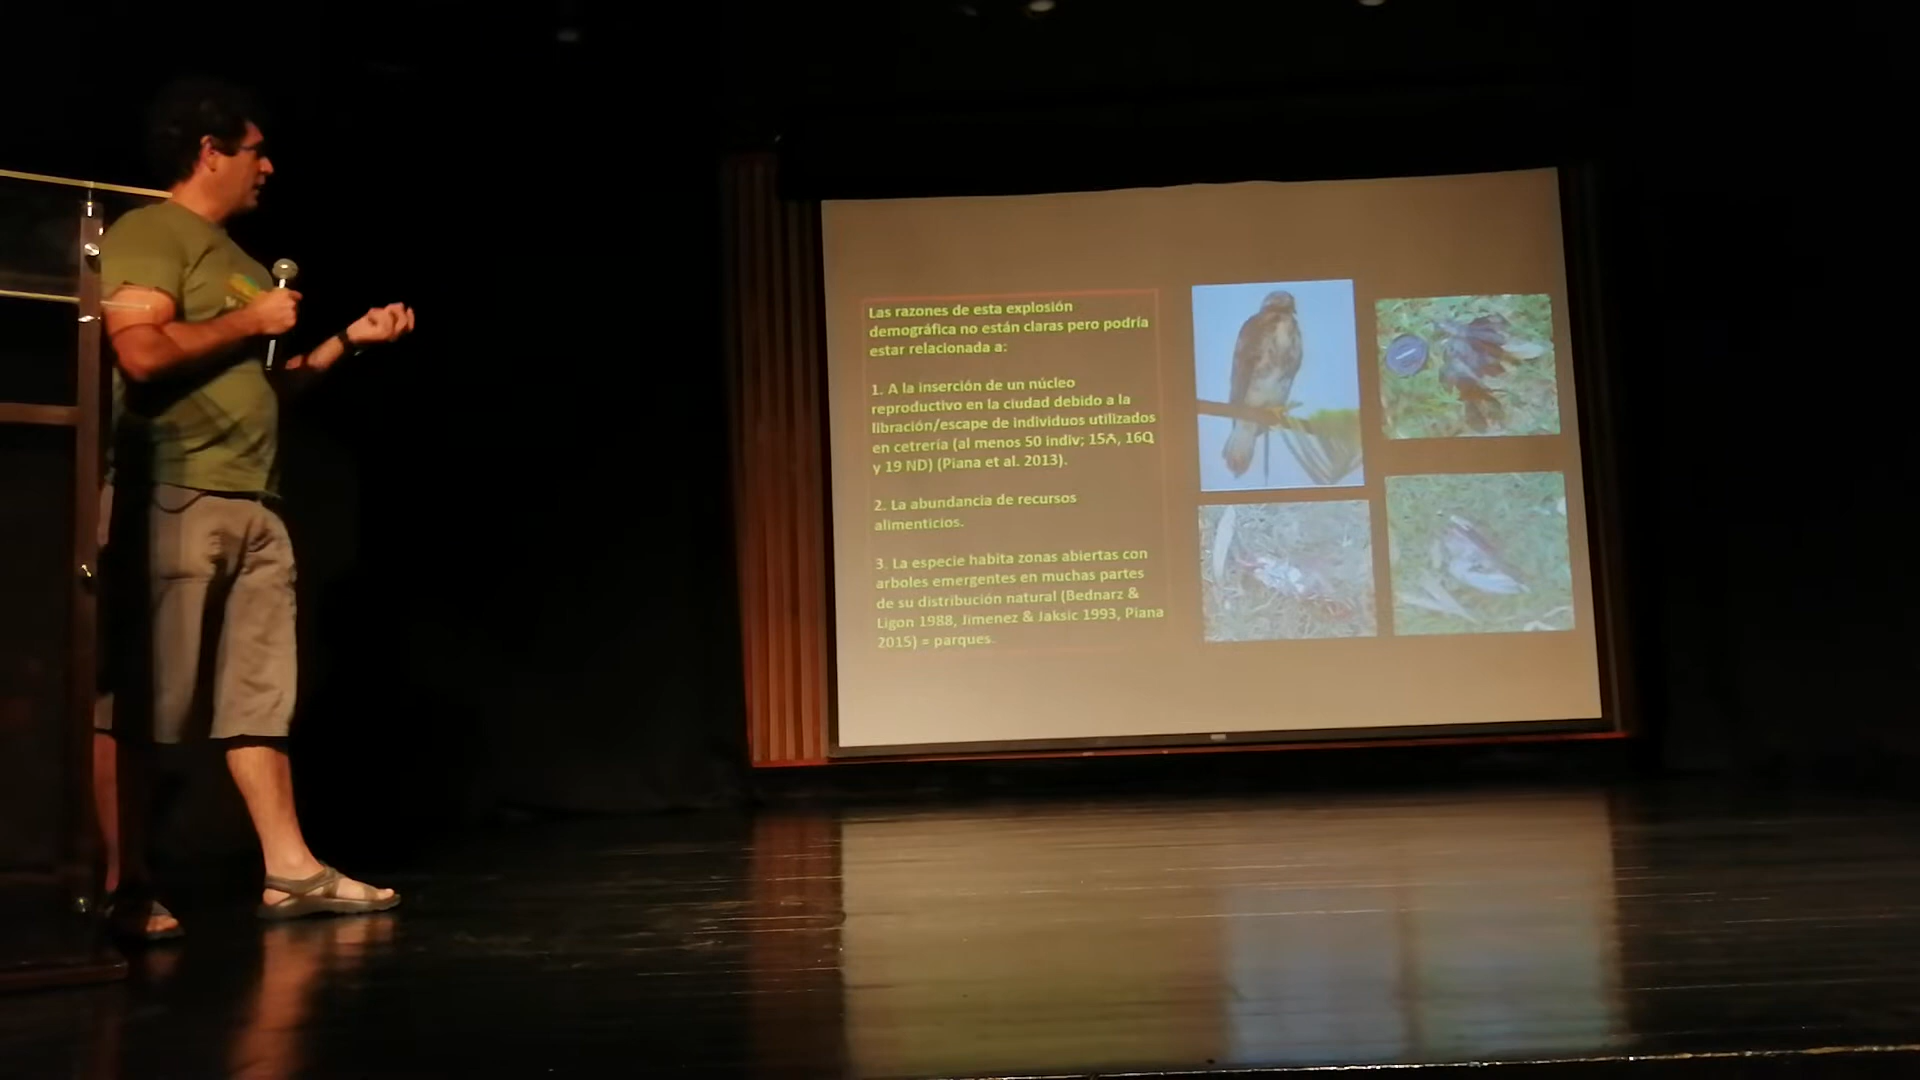 Las razones de esta explosión
demográfica no están claras pero podría
estar relacionada a:
1. A la inserción de un núcleo
reproductivo en la ciudad debido a la
libración/escape de individuos utilizados
en cetrería (al menos 50 indiv; 15♂, 16♀
y 19 ND) (Piana et al. 2013).
2. La abundancia de recursos
alimenticios.
3. La especie habita zonas abiertas con
arboles emergentes en muchas partes
de su distribución natural (Bednarz &
Ligon 1988, Jimenez & Jaksic 1993, Piana
2015) = parques.